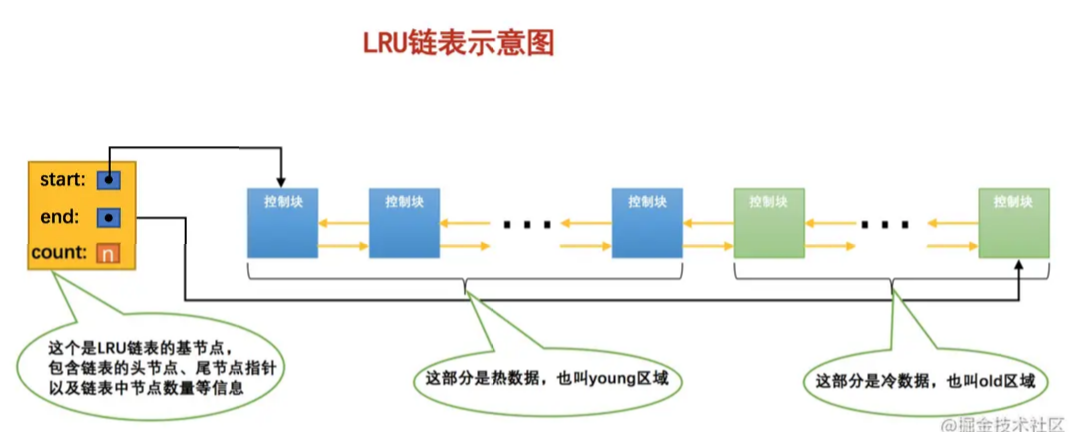 LRU链表示意图
start:
end:
count: n
控制块
控制块
控制块
控制块
控制块
这个是LRU链表的基节点，
包含链表的头节点、尾节点指针
以及链表中节点数量等信息
这部分是热数据，也叫young区域
这部分是冷数据，也叫old区域
@掘金技术社区